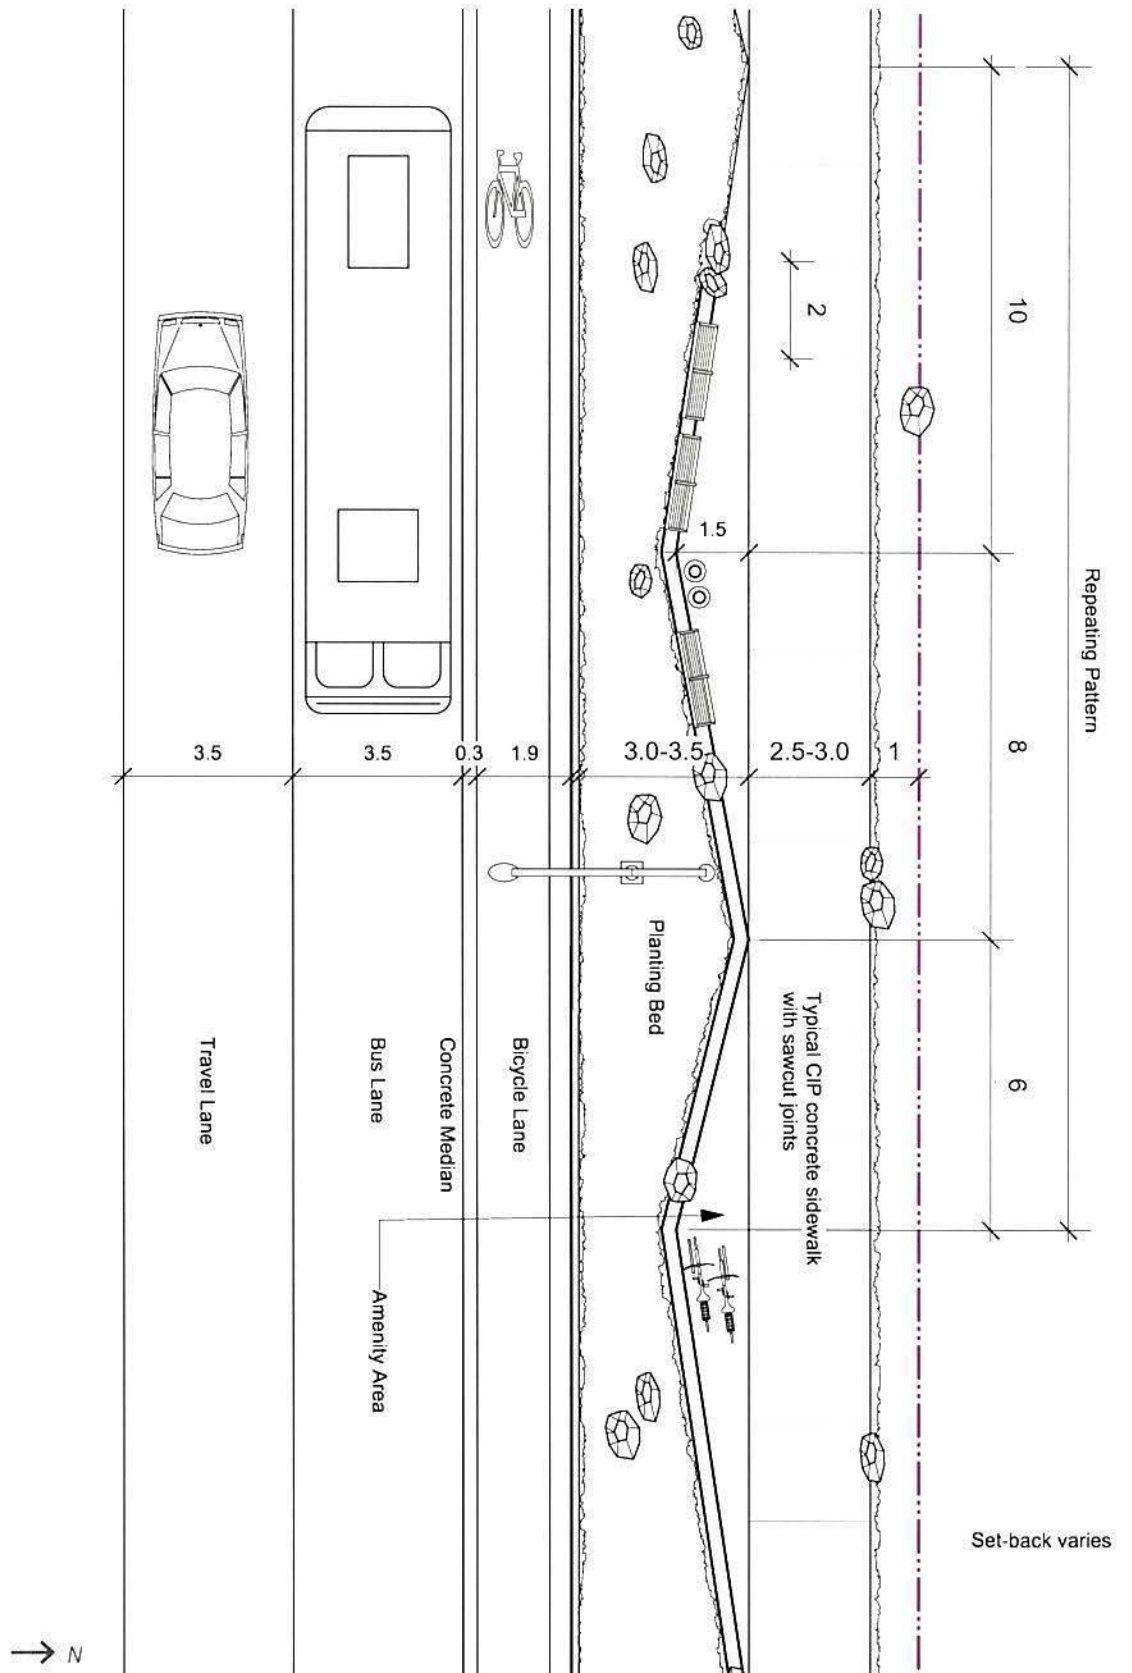 10
2
1.5
Repeating Pattern
3.5
3.5
0.3
1.9
3.0-3.5
2.5-3.0
1
8
Planting Bed
Typical CIP concrete sidewalk
with sawcut joints
6
Travel Lane
Bus Lane
Concrete Median
Bicycle Lane
Amenity Area
Set-back varies
N